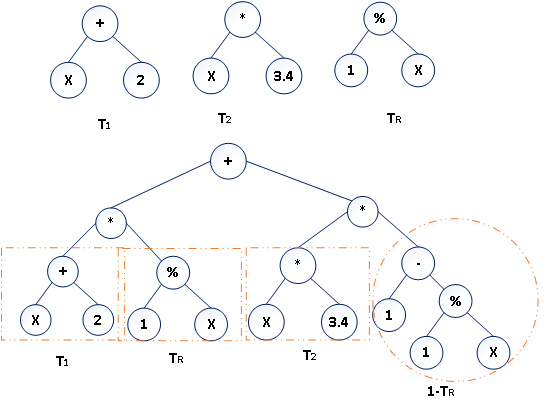 + * %
X 2 X 3.4 1 X
T1 T2 TR
+
* *
+ % * -
X 2 1 X X 3.4 1 %
1 X
T1 TR T2
1-TR